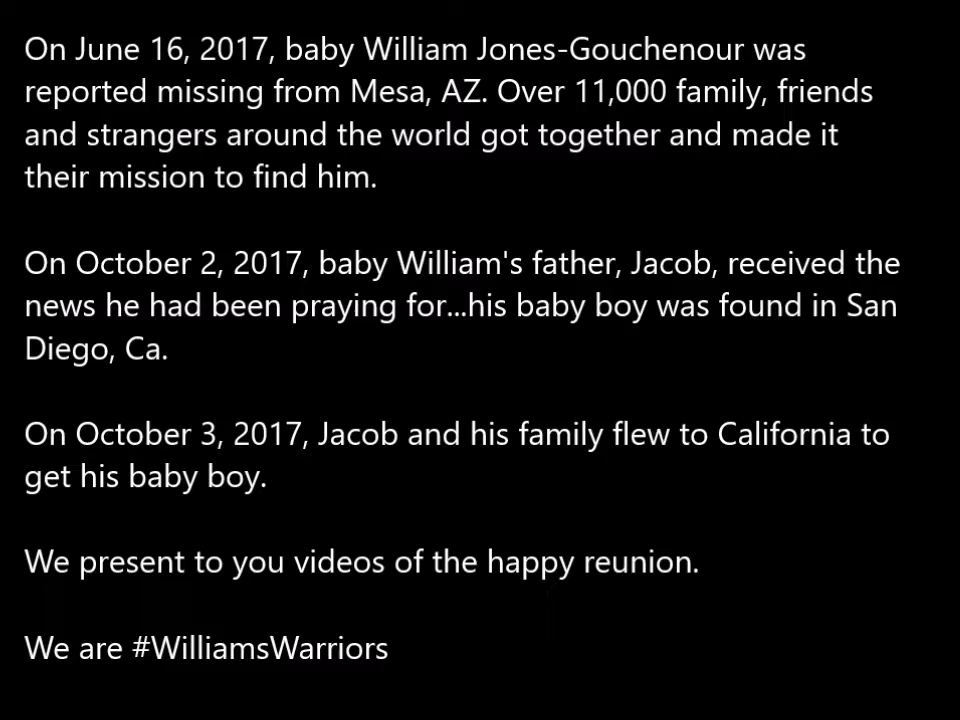 On June 16, 2017, baby William Jones-Gouchenour was
reported missing from Mesa, AZ. Over 11,000 family, friends
and strangers around the world got together and made it
their mission to find him.
On October 2, 2017, baby William's father, Jacob, received the
news he had been praying for...his baby boy was found in San
Diego, Ca.
On October 3, 2017, Jacob and his family flew to California to
get his baby boy.
We present to you videos of the happy reunion.
We are #WilliamsWarriors